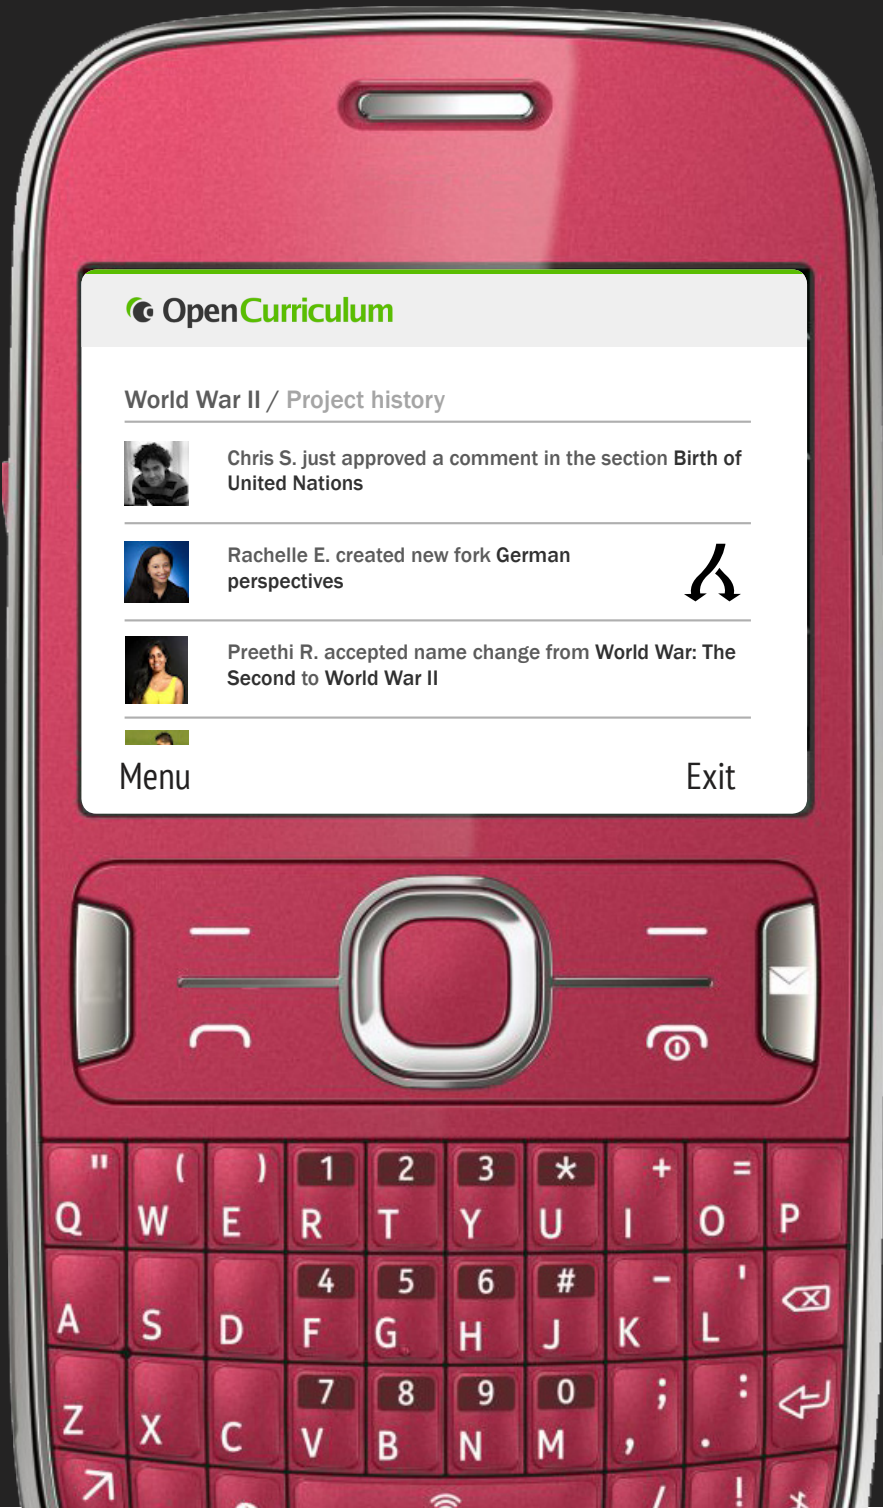 OpenCurriculum
World War II / Project history
Chris S. just approved a comment in the section Birth of
United Nations
Rachelle E. created new fork German
perspectives
Preethi R. accepted name change from World War: The
Second to World War II
Menu
Exit
" ( ) 1 2 3 * + =
Q W E R T Y U I O P
4 5 6 # - '
A S D F G H J K L
7 8 9 0 ; :
Z X C V B N M , .
/ !